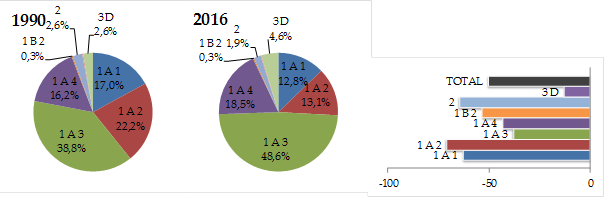 1990
2
2,6%
3 D
2,6%
1 B 2
0,3%
1 A 1
17,0%
1 A 4
16,2%
1 A 2
22,2%
1 A 3
38,8%
2016
2
1,9%
3 D
4,6%
1 B 2
0,3%
1 A 1
12,8%
1 A 4
18,5%
1 A 2
13,1%
1 A 3
48,6%
TOTAL
3 D
2
1 B 2
1 A 4
1 A 3
1 A 2
1 A 1
-100 -50 0